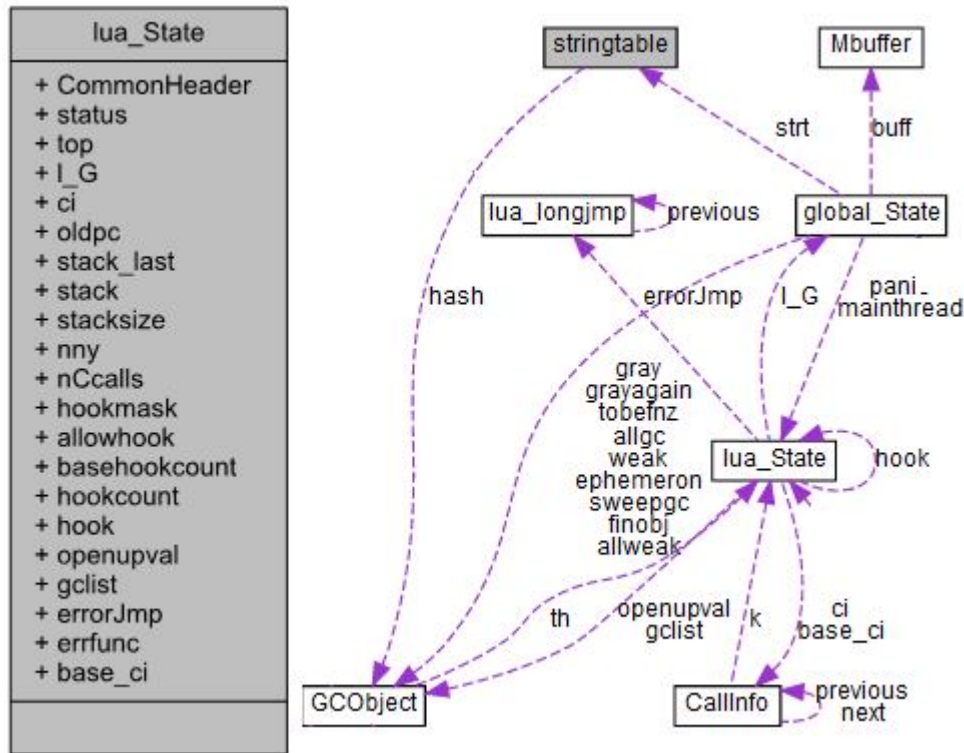 lua_State
+ CommonHeader
+ status
+ top
+ l_G
+ ci
+ oldpc
+ stack_last
+ stack
+ stacksize
+ nny
+ nCcalls
+ hookmask
+ allowhook
+ basehookcount
+ hookcount
+ hook
+ openupval
+ gclist
+ errorJmp
+ errfunc
+ base_ci
stringtable
Mbuffer
strt
buff
lua_longjmp
previous
global_State
hash
errorJmp
l_G
pani_
mainthread
gray
grayagain
tobefnz
allgc
weak
ephemeron
sweepgc
finobj
allweak
lua_State
hook
th
openupval
gclist
k
ci
base_ci
GCObject
CallInfo
previous
next